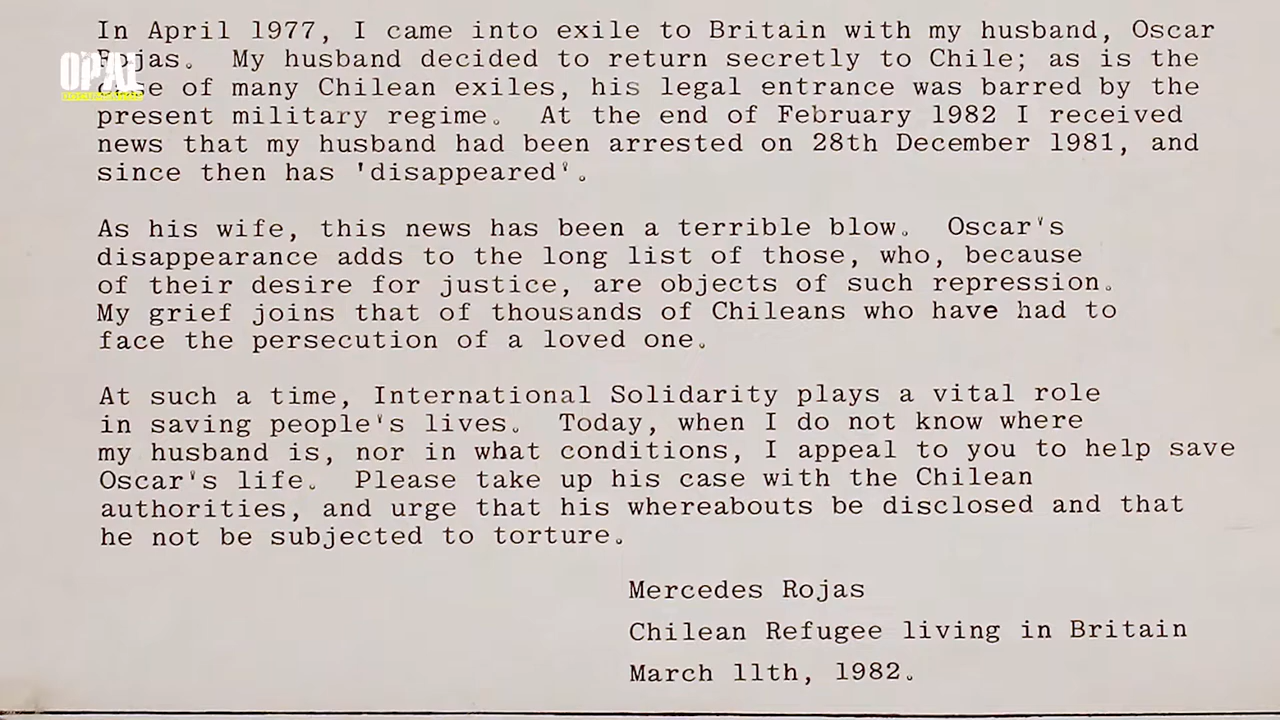 In April 1977, I came into exile to Britain with my husband, Oscar
Rojas. My husband decided to return secretly to Chile; as is the
case of many Chilean exiles, his legal entrance was barred by the
present military regime. At the end of February 1982 I received
news that my husband had been arrested on 28th December 1981, and
since then has 'disappeared'.
As his wife, this news has been a terrible blow. Oscar's
disappearance adds to the long list of those, who, because
of their desire for justice, are objects of such repression.
My grief joins that of thousands of Chileans who have had to
face the persecution of a loved one.
At such a time, International Solidarity plays a vital role
in saving people's lives. Today, when I do not know where
my husband is, nor in what conditions, I appeal to you to help save
Oscar's life. Please take up his case with the Chilean
authorities, and urge that his whereabouts be disclosed and that
he not be subjected to torture.
Mercedes Rojas
Chilean Refugee living in Britain
March 11th, 1982.
OPAL